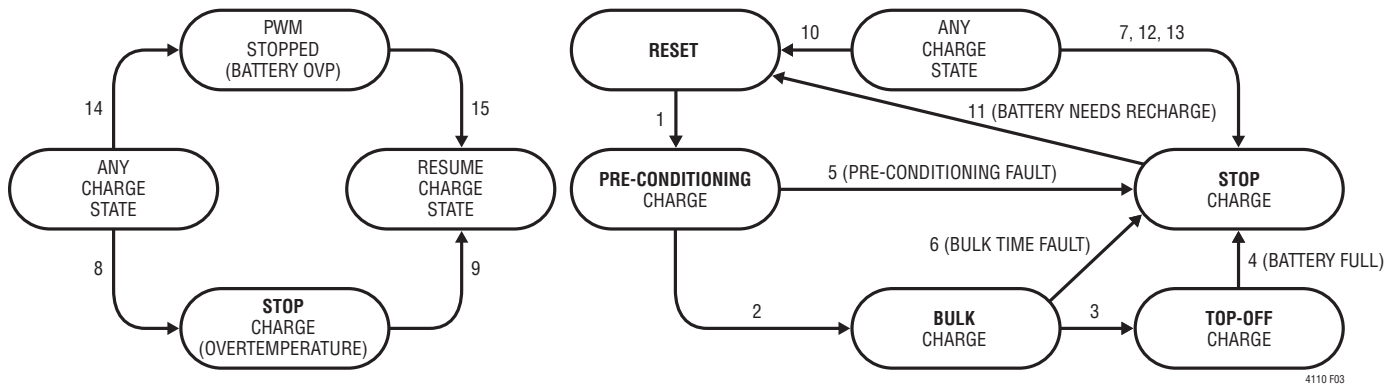 PWM
STOPPED
(BATTERY OVP)
14
15
ANY
CHARGE
STATE
RESUME
CHARGE
STATE
8
9
STOP
CHARGE
(OVERTEMPERATURE)
RESET
10
ANY
CHARGE
STATE
7, 12, 13
11 (BATTERY NEEDS RECHARGE)
1
PRE-CONDITIONING
CHARGE
5 (PRE-CONDITIONING FAULT)
STOP
CHARGE
6 (BULK TIME FAULT)
4 (BATTERY FULL)
2
BULK
CHARGE
3
TOP-OFF
CHARGE
4110 F03